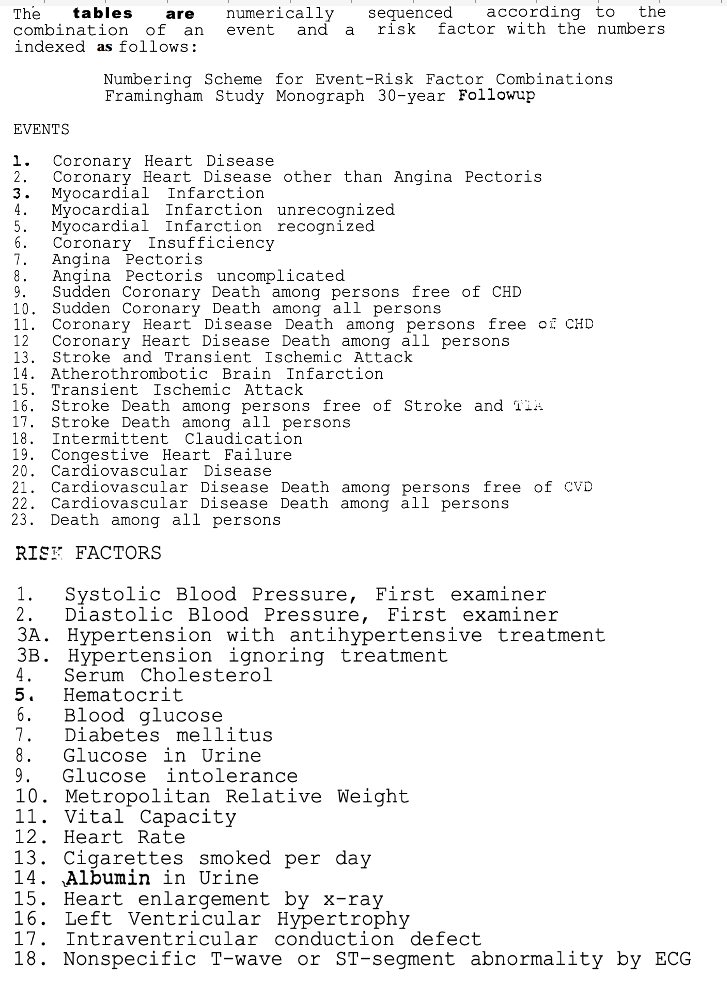 The tables are numerically sequenced according to the
combination of an event and a risk factor with the numbers
indexed as follows:
Numbering Scheme for Event-Risk Factor Combinations
Framingham Study Monograph 30-year Followup
EVENTS
1. Coronary Heart Disease
2. Coronary Heart Disease other than Angina Pectoris
3. Myocardial Infarction
4. Myocardial Infarction unrecognized
5. Myocardial Infarction recognized
6. Coronary Insufficiency
7. Angina Pectoris
8. Angina Pectoris uncomplicated
9. Sudden Coronary Death among persons free of CHD
10. Sudden Coronary Death among all persons
11. Coronary Heart Disease Death among persons free of CHD
12 Coronary Heart Disease Death among all persons
13. Stroke and Transient Ischemic Attack
14. Atherothrombotic Brain Infarction
15. Transient Ischemic Attack
16. Stroke Death among persons free of Stroke and TIA
17. Stroke Death among all persons
18. Intermittent Claudication
19. Congestive Heart Failure
20. Cardiovascular Disease
21. Cardiovascular Disease Death among persons free of CVD
22. Cardiovascular Disease Death among all persons
23. Death among all persons
RISK FACTORS
1. Systolic Blood Pressure, First examiner
2. Diastolic Blood Pressure, First examiner
3A. Hypertension with antihypertensive treatment
3B. Hypertension ignoring treatment
4. Serum Cholesterol
5. Hematocrit
6. Blood glucose
7. Diabetes mellitus
8. Glucose in Urine
9. Glucose intolerance
10. Metropolitan Relative Weight
11. Vital Capacity
12. Heart Rate
13. Cigarettes smoked per day
14. Albumin in Urine
15. Heart enlargement by x-ray
16. Left Ventricular Hypertrophy
17. Intraventricular conduction defect
18. Nonspecific T-wave or ST-segment abnormality by ECG